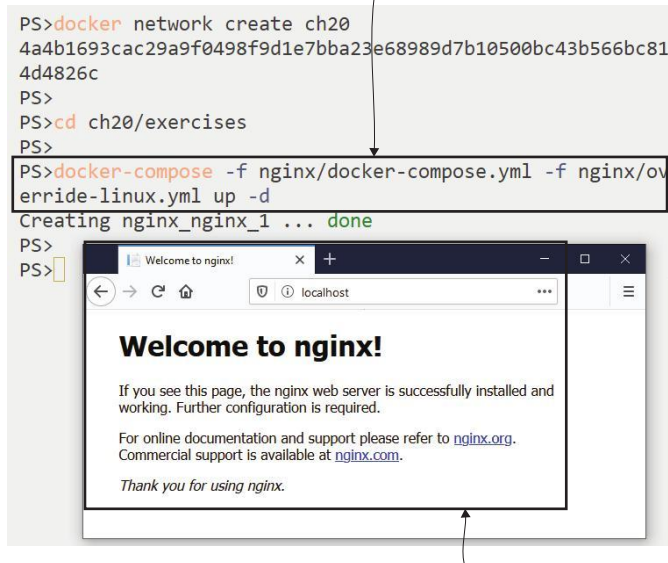 PS>docker network create ch20
4a4b1693cac29a9f0498f9d1e7bba23e68989d7b10500bc43b566bc81
4d4826c
PS>
PS>cd ch20/exercises
PS>
PS>docker-compose -f nginx/docker-compose.yml -f nginx/ov
erride-linux.yml up -d
Creating nginx_nginx_1 ... done
PS>
PS>
Welcome to nginx!
localhost
Welcome to nginx!
If you see this page, the nginx web server is successfully installed and
working. Further configuration is required.
For online documentation and support please refer to nginx.org.
Commercial support is available at nginx.com.
Thank you for using nginx.